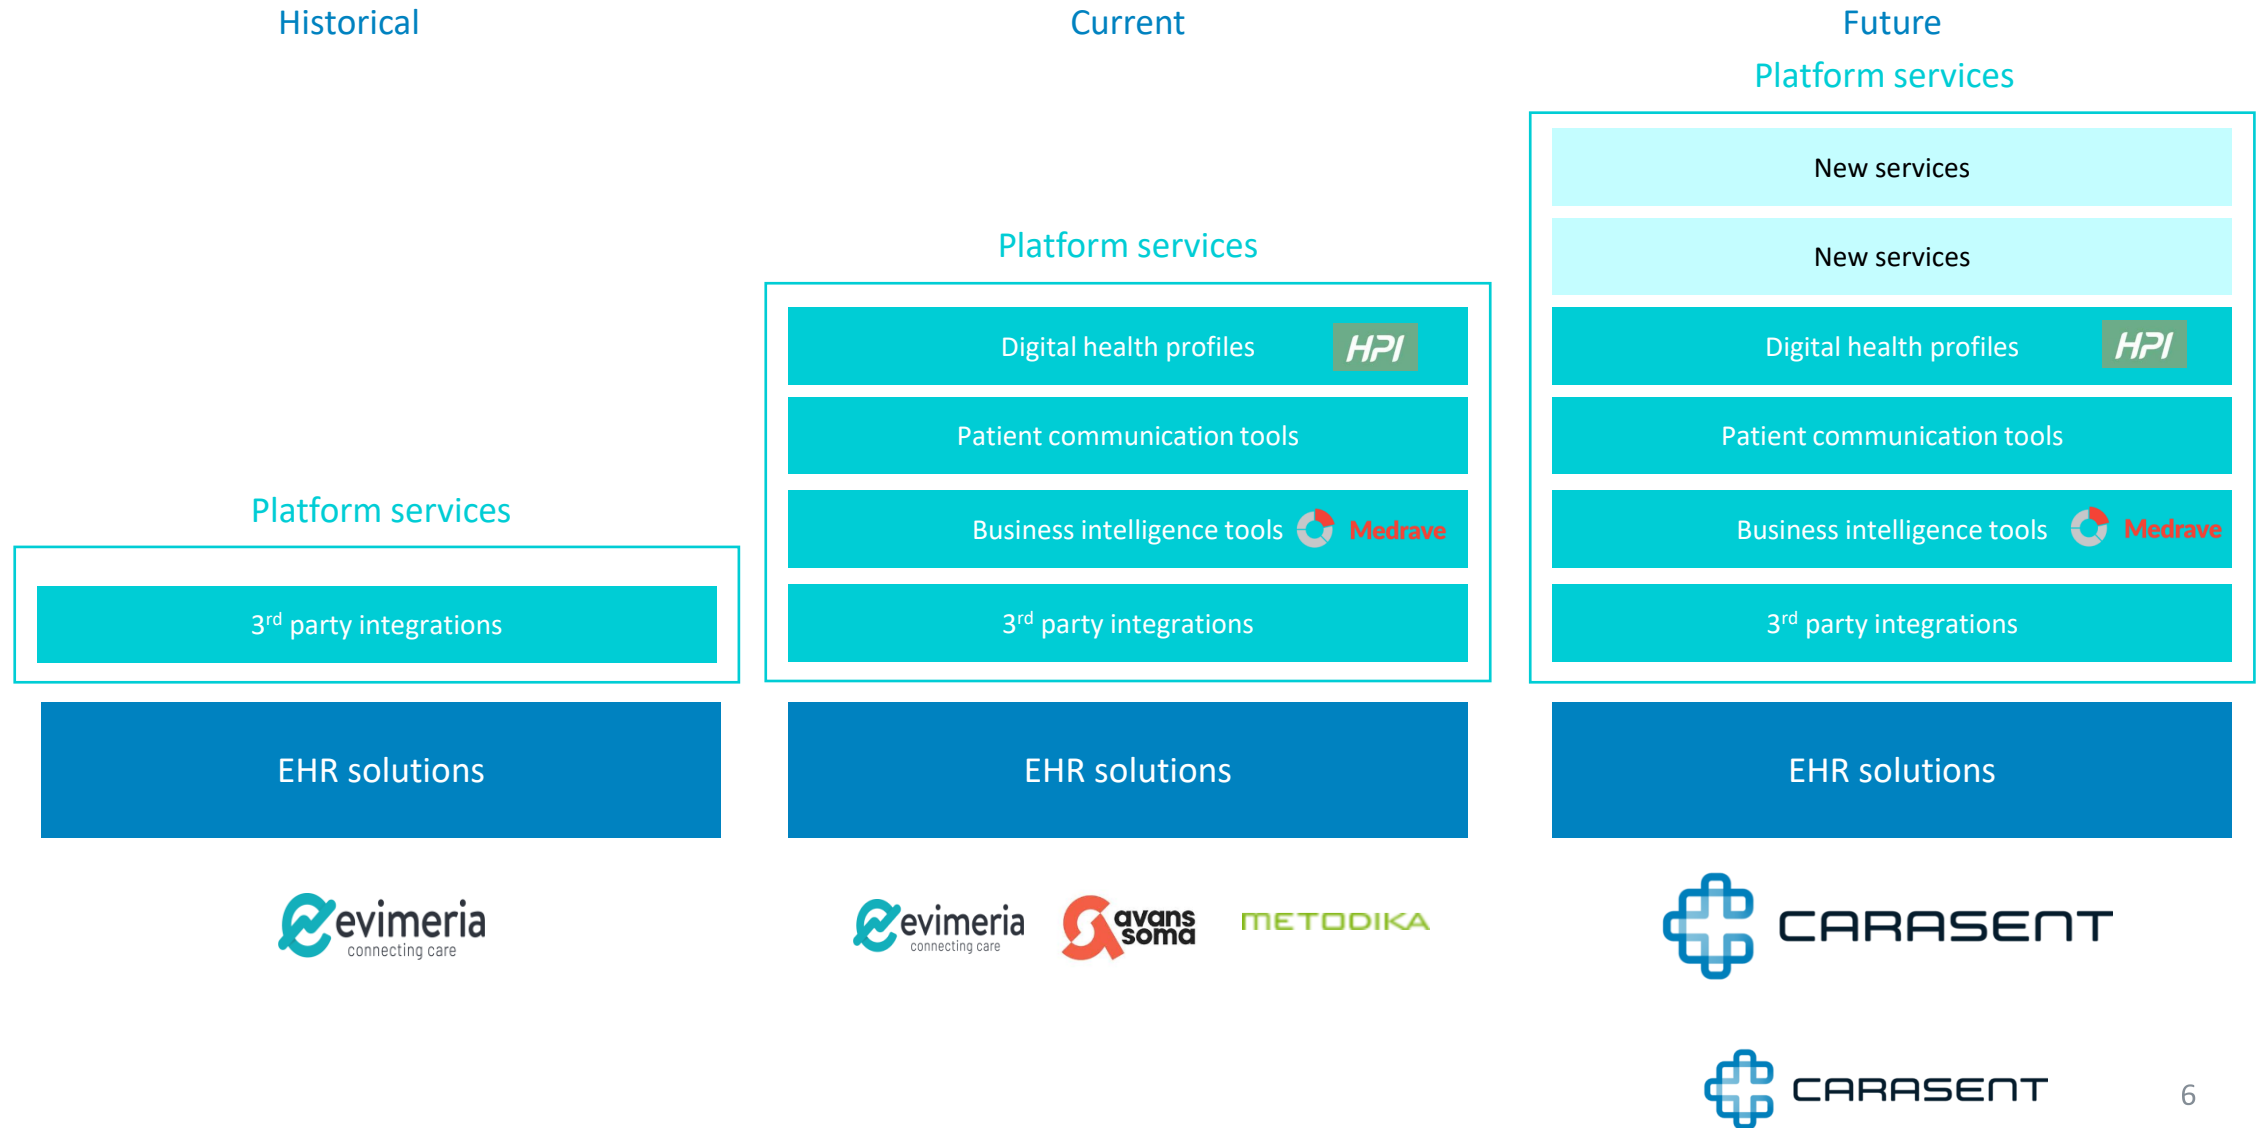 Historical
Platform services
3rd party integrations
EHR solutions
evimeria
connecting care
Current
Platform services
Digital health profiles HPI
Patient communication tools
Business intelligence tools Medrave
3rd party integrations
EHR solutions
evimeria
connecting care
avans
soma
METODIKA
Future
Platform services
New services
New services
Digital health profiles HPI
Patient communication tools
Business intelligence tools Medrave
3rd party integrations
EHR solutions
CARASENT
CARASENT
6